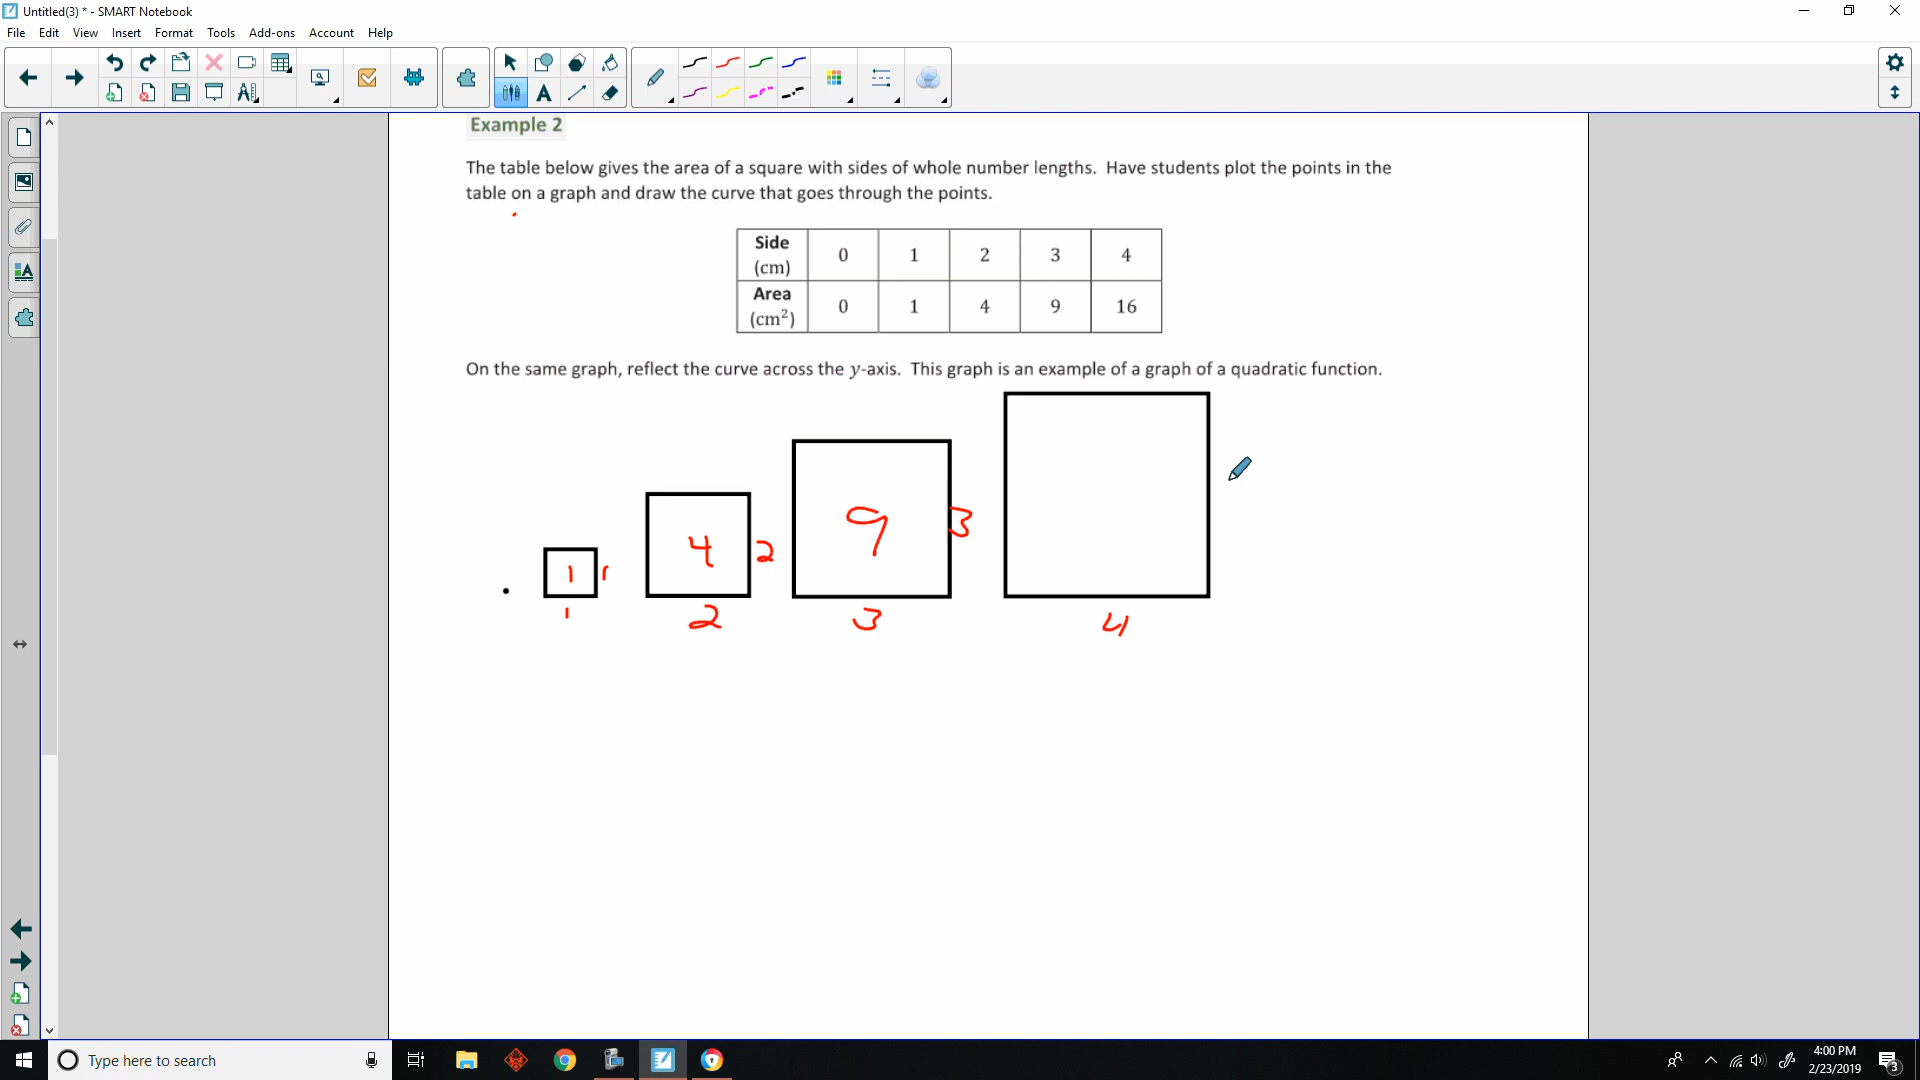 Untitled(3) * - SMART Notebook
File Edit View Insert Format Tools Add-ons Account Help
Example 2
The table below gives the area of a square with sides of whole number lengths. Have students plot the points in the
table on a graph and draw the curve that goes through the points.
Side (cm) 0 1 2 3 4
Area (cm²) 0 1 4 9 16
On the same graph, reflect the curve across the y-axis. This graph is an example of a graph of a quadratic function.
1 1 4 2 9 3
1 2 3 4
Type here to search
4:00 PM
2/23/2019
3